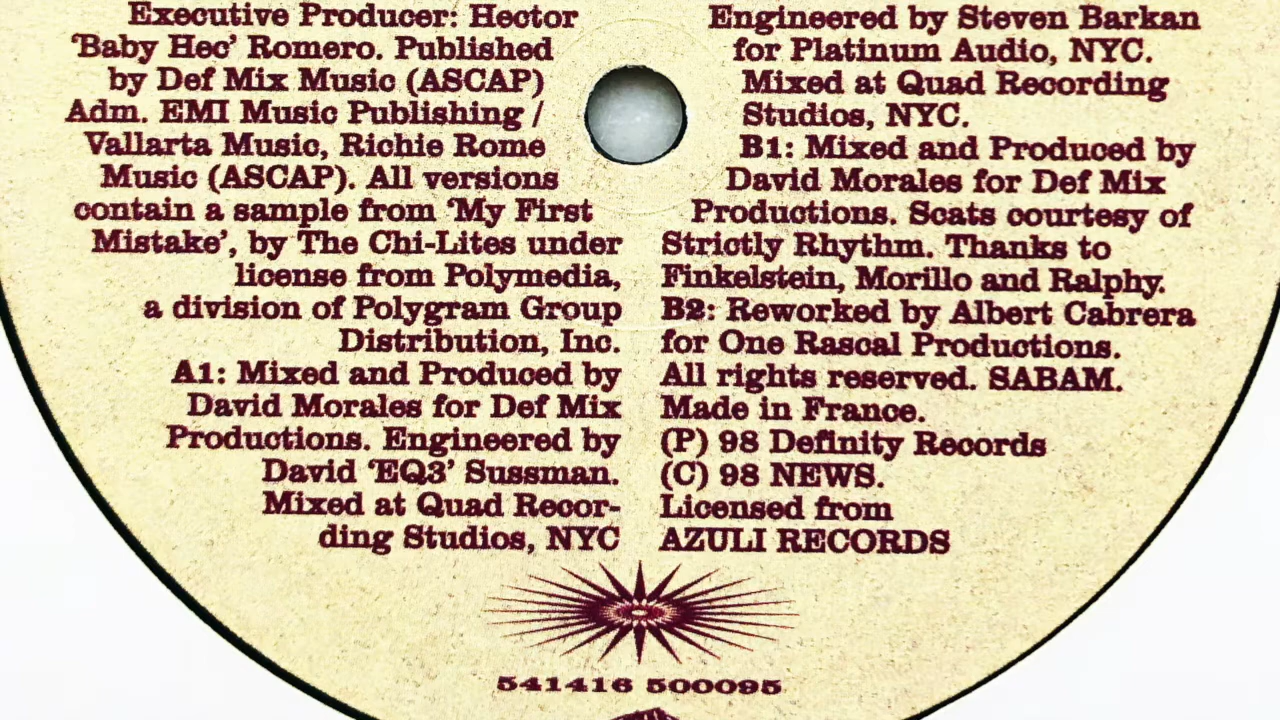 Executive Producer: Hector
'Baby Hec' Romero. Published
by Def Mix Music (ASCAP)
Adm. EMI Music Publishing /
Vallarta Music, Richie Rome
Music (ASCAP). All versions
contain a sample from 'My First
Mistake', by The Chi-Lites under
license from Polymedia,
a division of Polygram Group
Distribution, Inc.
A1: Mixed and Produced by
David Morales for Def Mix
Productions. Engineered by
David 'EQ3' Sussman.
Mixed at Quad Recor-
ding Studios, NYC
Engineered by Steven Barkan
for Platinum Audio, NYC.
Mixed at Quad Recording
Studios, NYC.
B1: Mixed and Produced by
David Morales for Def Mix
Productions. Scats courtesy of
Strictly Rhythm. Thanks to
Finkelstein, Morillo and Ralphy.
B2: Reworked by Albert Cabrera
for One Rascal Productions.
All rights reserved. SABAM.
Made in France.
(P) 98 Definity Records
(C) 98 NEWS.
Licensed from
AZULI RECORDS
541416 500095